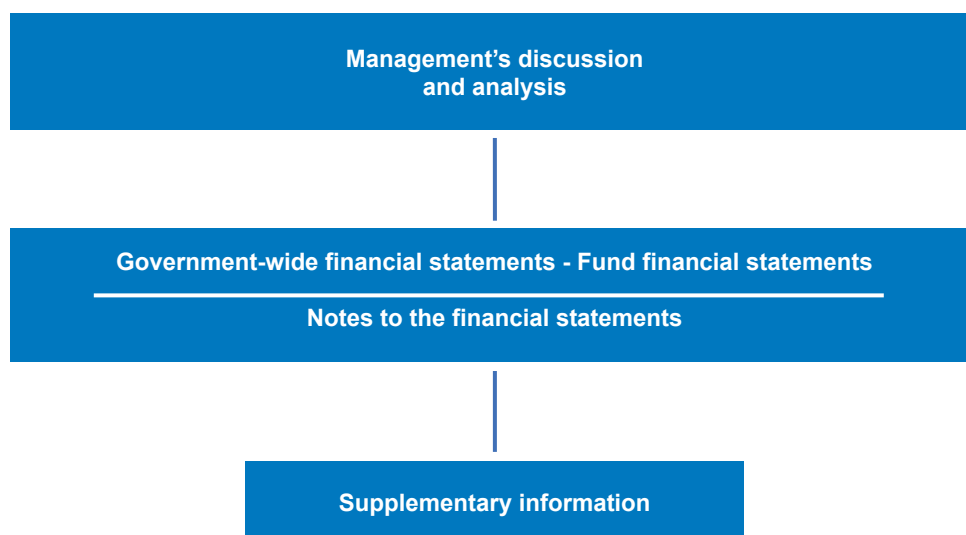 Management’s discussion
and analysis
Government-wide financial statements - Fund financial statements
Notes to the financial statements
Supplementary information